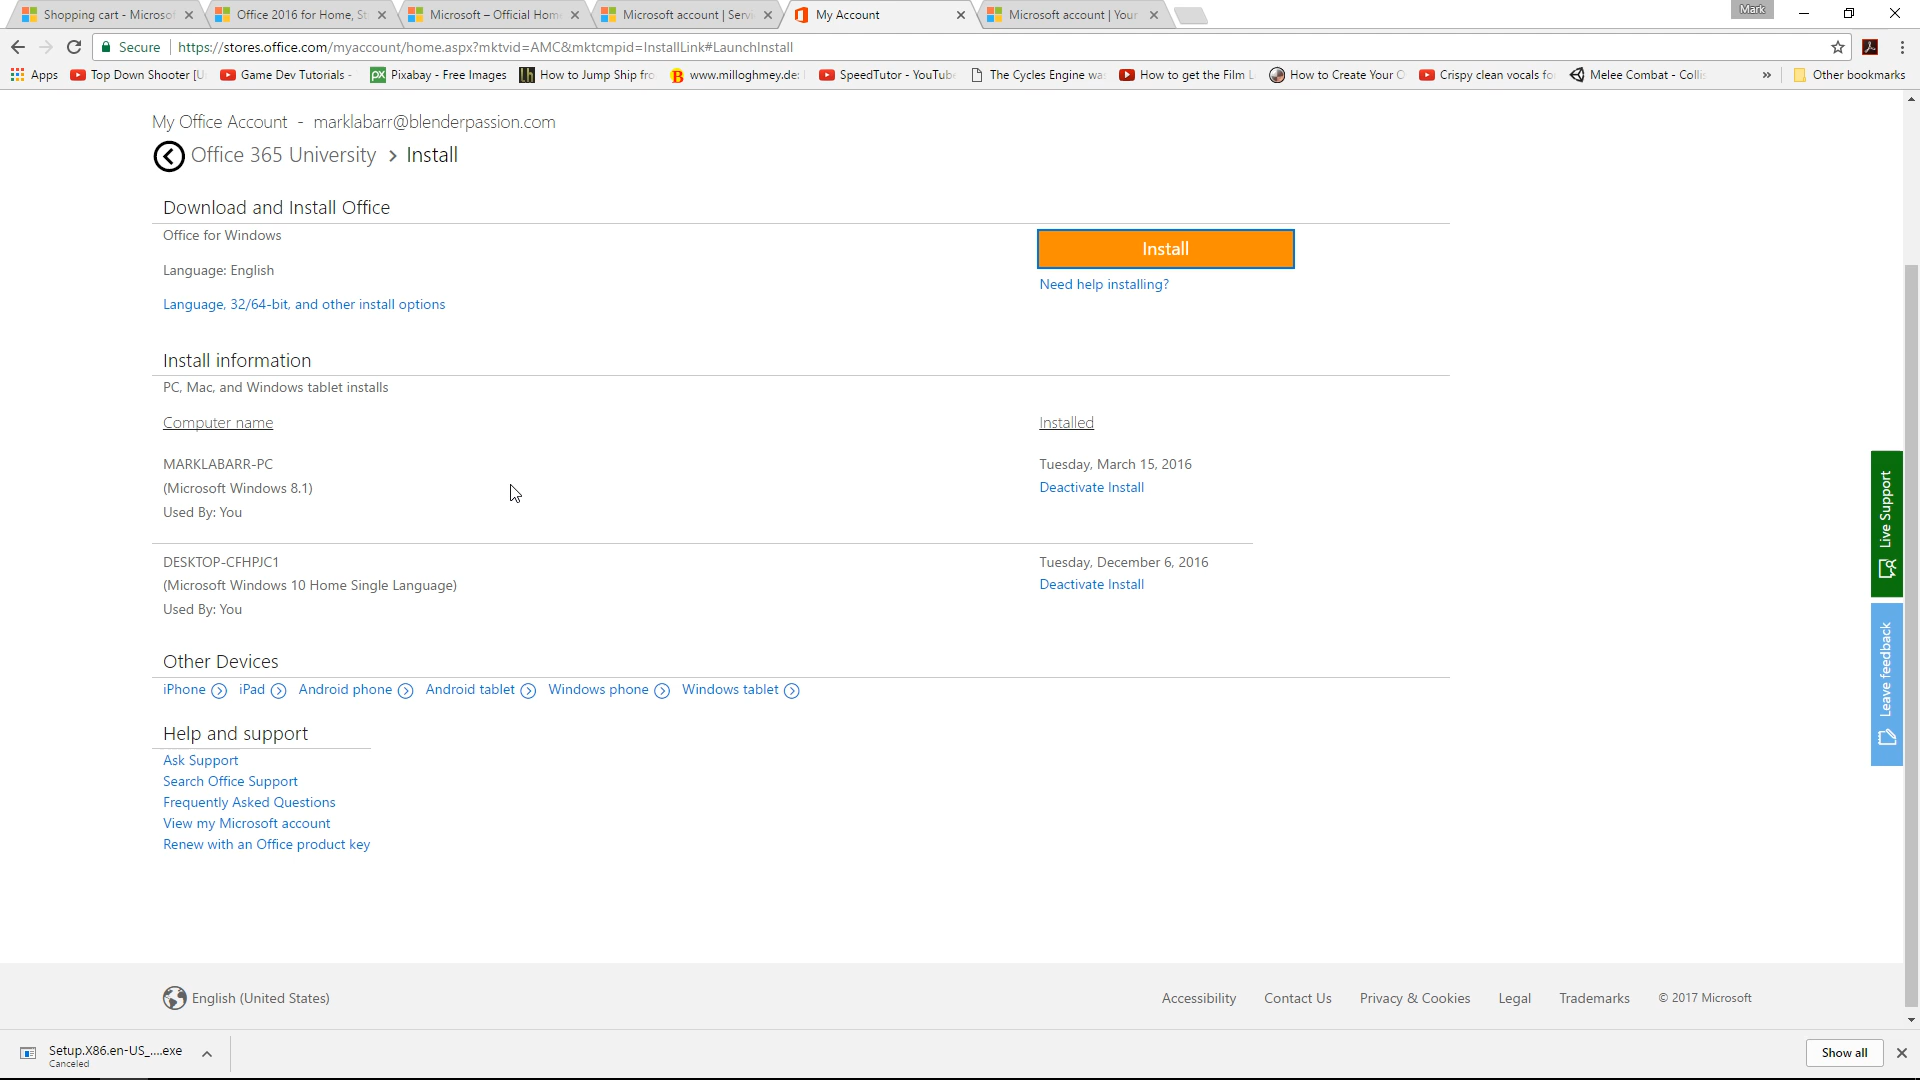 Shopping cart - Microsof
Office 2016 for Home, St
Microsoft – Official Hom
Microsoft account | Serv
My Account
Microsoft account | Your
Mark
Secure
https://stores.office.com/myaccount/home.aspx?mktvid=AMC&mktcmpid=InstallLink#LaunchInstall
Apps
Top Down Shooter [U
Game Dev Tutorials -
px
Pixabay - Free Images
lh
How to Jump Ship fro
B
www.milloghmey.de:
SpeedTutor - YouTube
The Cycles Engine wa
How to get the Film L
How to Create Your O
Crispy clean vocals fo
Melee Combat - Collis
»
Other bookmarks
My Office Account - marklabarr@blenderpassion.com
Office 365 University > Install
Download and Install Office
Office for Windows
Install
Language: English
Need help installing?
Language, 32/64-bit, and other install options
Install information
PC, Mac, and Windows tablet installs
Computer name
Installed
MARKLABARR-PC
Tuesday, March 15, 2016
(Microsoft Windows 8.1)
Deactivate Install
Used By: You
DESKTOP-CFHPJC1
Tuesday, December 6, 2016
(Microsoft Windows 10 Home Single Language)
Deactivate Install
Used By: You
Live Support
Leave feedback
Other Devices
iPhone
iPad
Android phone
Android tablet
Windows phone
Windows tablet
Help and support
Ask Support
Search Office Support
Frequently Asked Questions
View my Microsoft account
Renew with an Office product key
English (United States)
Accessibility
Contact Us
Privacy & Cookies
Legal
Trademarks
© 2017 Microsoft
Setup.X86.en-US_....exe
Canceled
Show all